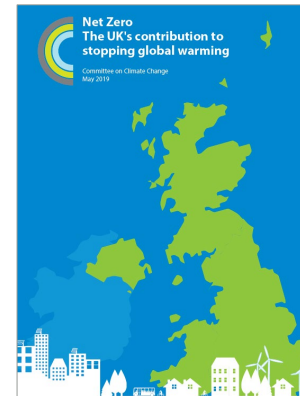 Net Zero
The UK's contribution to
stopping global warming
Committee on Climate Change
May 2019